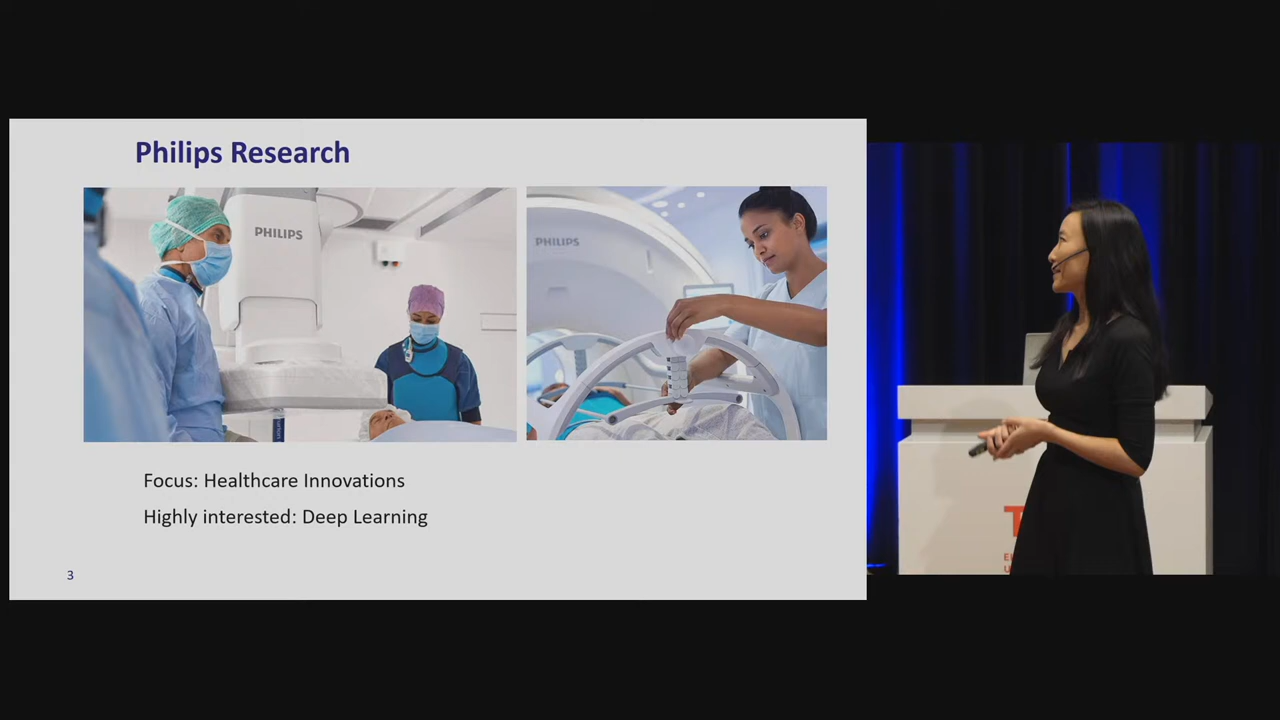 Philips Research
PHILIPS
PHILIPS
Focus: Healthcare Innovations
Highly interested: Deep Learning
3
T